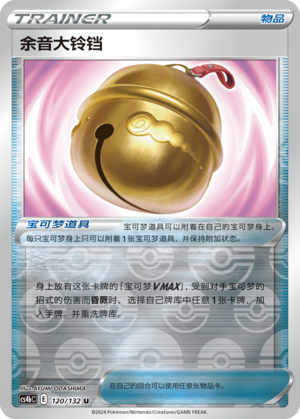 TRAINER
物品
余音大铃铛
宝可梦道具
宝可梦道具可以附着在自己的宝可梦身上。
每只宝可梦只可以附着1张宝可梦道具,并保持附加状态。
身上放有这张卡牌的「宝可梦VMAX」,受到对手宝可梦的
招式的伤害而昏厥时,选择自己牌库中任意1张卡牌,加入
手牌。并重洗牌库。
Illus. AYUMI ODASHIMA
CS4bC E 120/132 U
在自己的回合可以使用任意张物品卡。
©2024 Pokémon/Nintendo/Creatures/GAME FREAK.